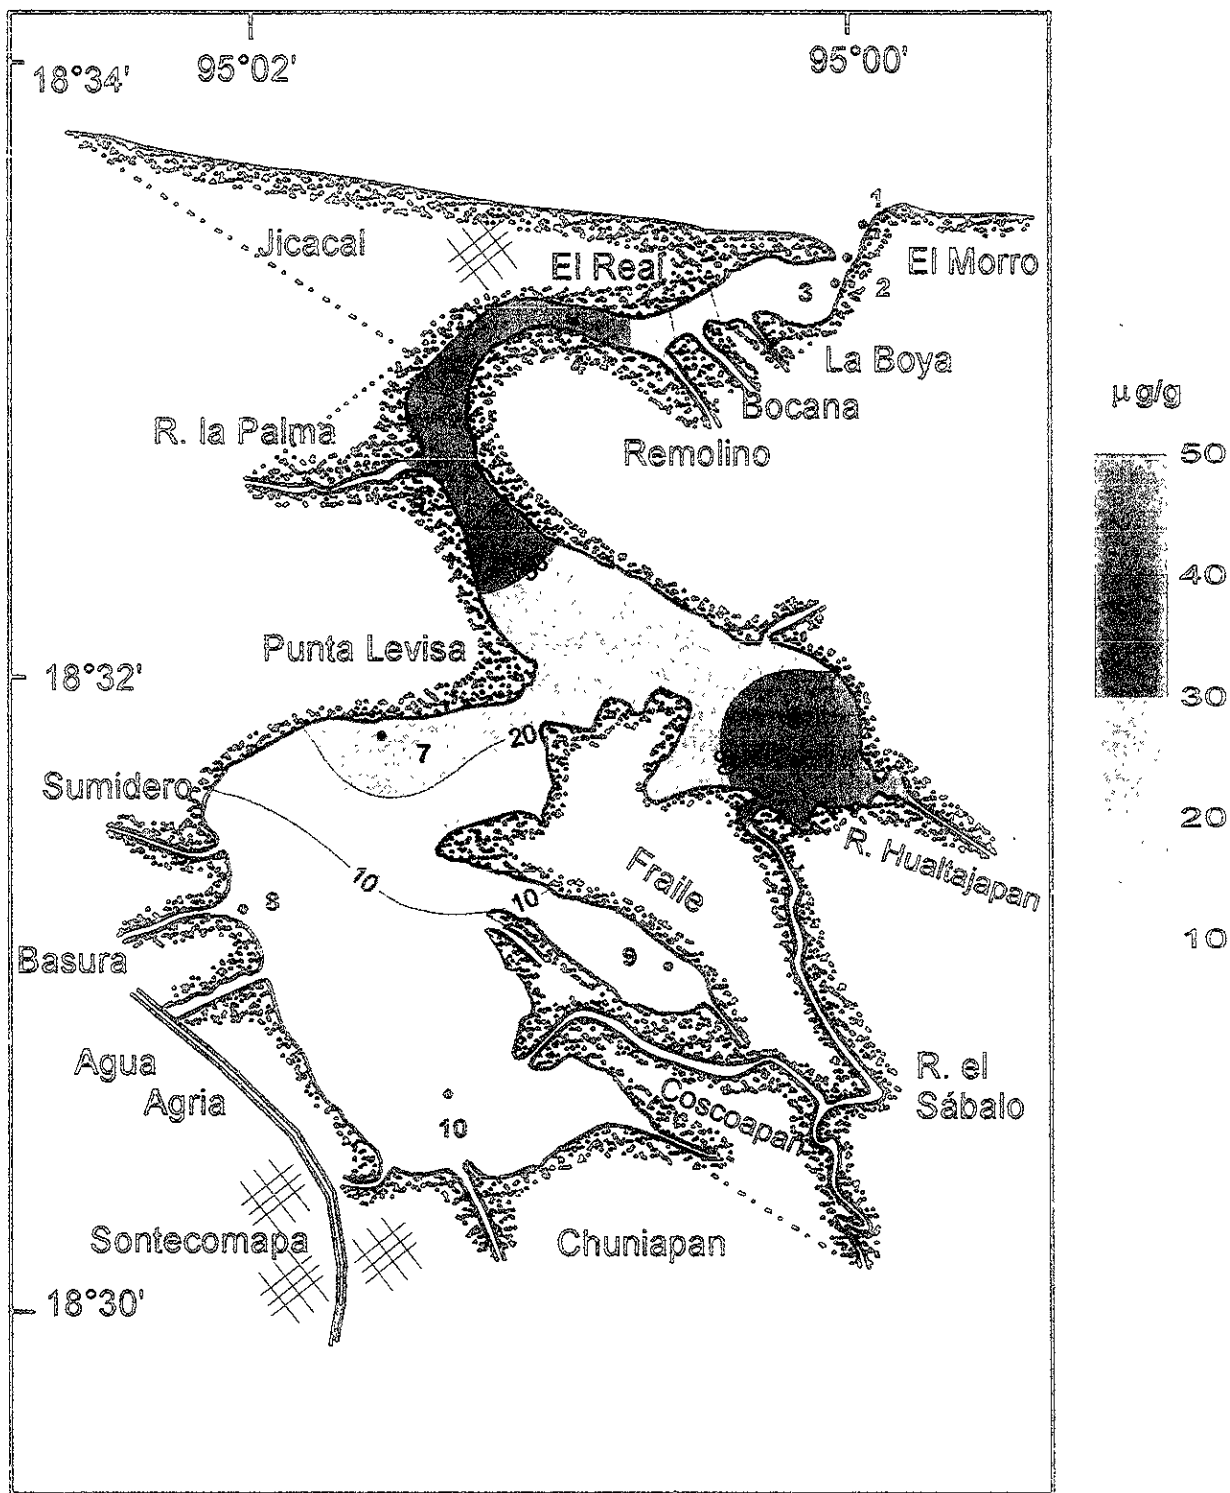 95°02'
95°00'
18°34'
1
Jicacal
El Real
El Morro
3
2
La Boya
Bocana
µg/g
R. la Palma
Remolino
50
40
Punta Levisa
18°32'
30
20
7
Sumidero
20
R. Hualtajapan
Fraile
10
10
8
10
Basura
9
Agua
Agria
R. el
Sábalo
Coscoapan
10
Sontecomapa
Chuniapan
18°30'